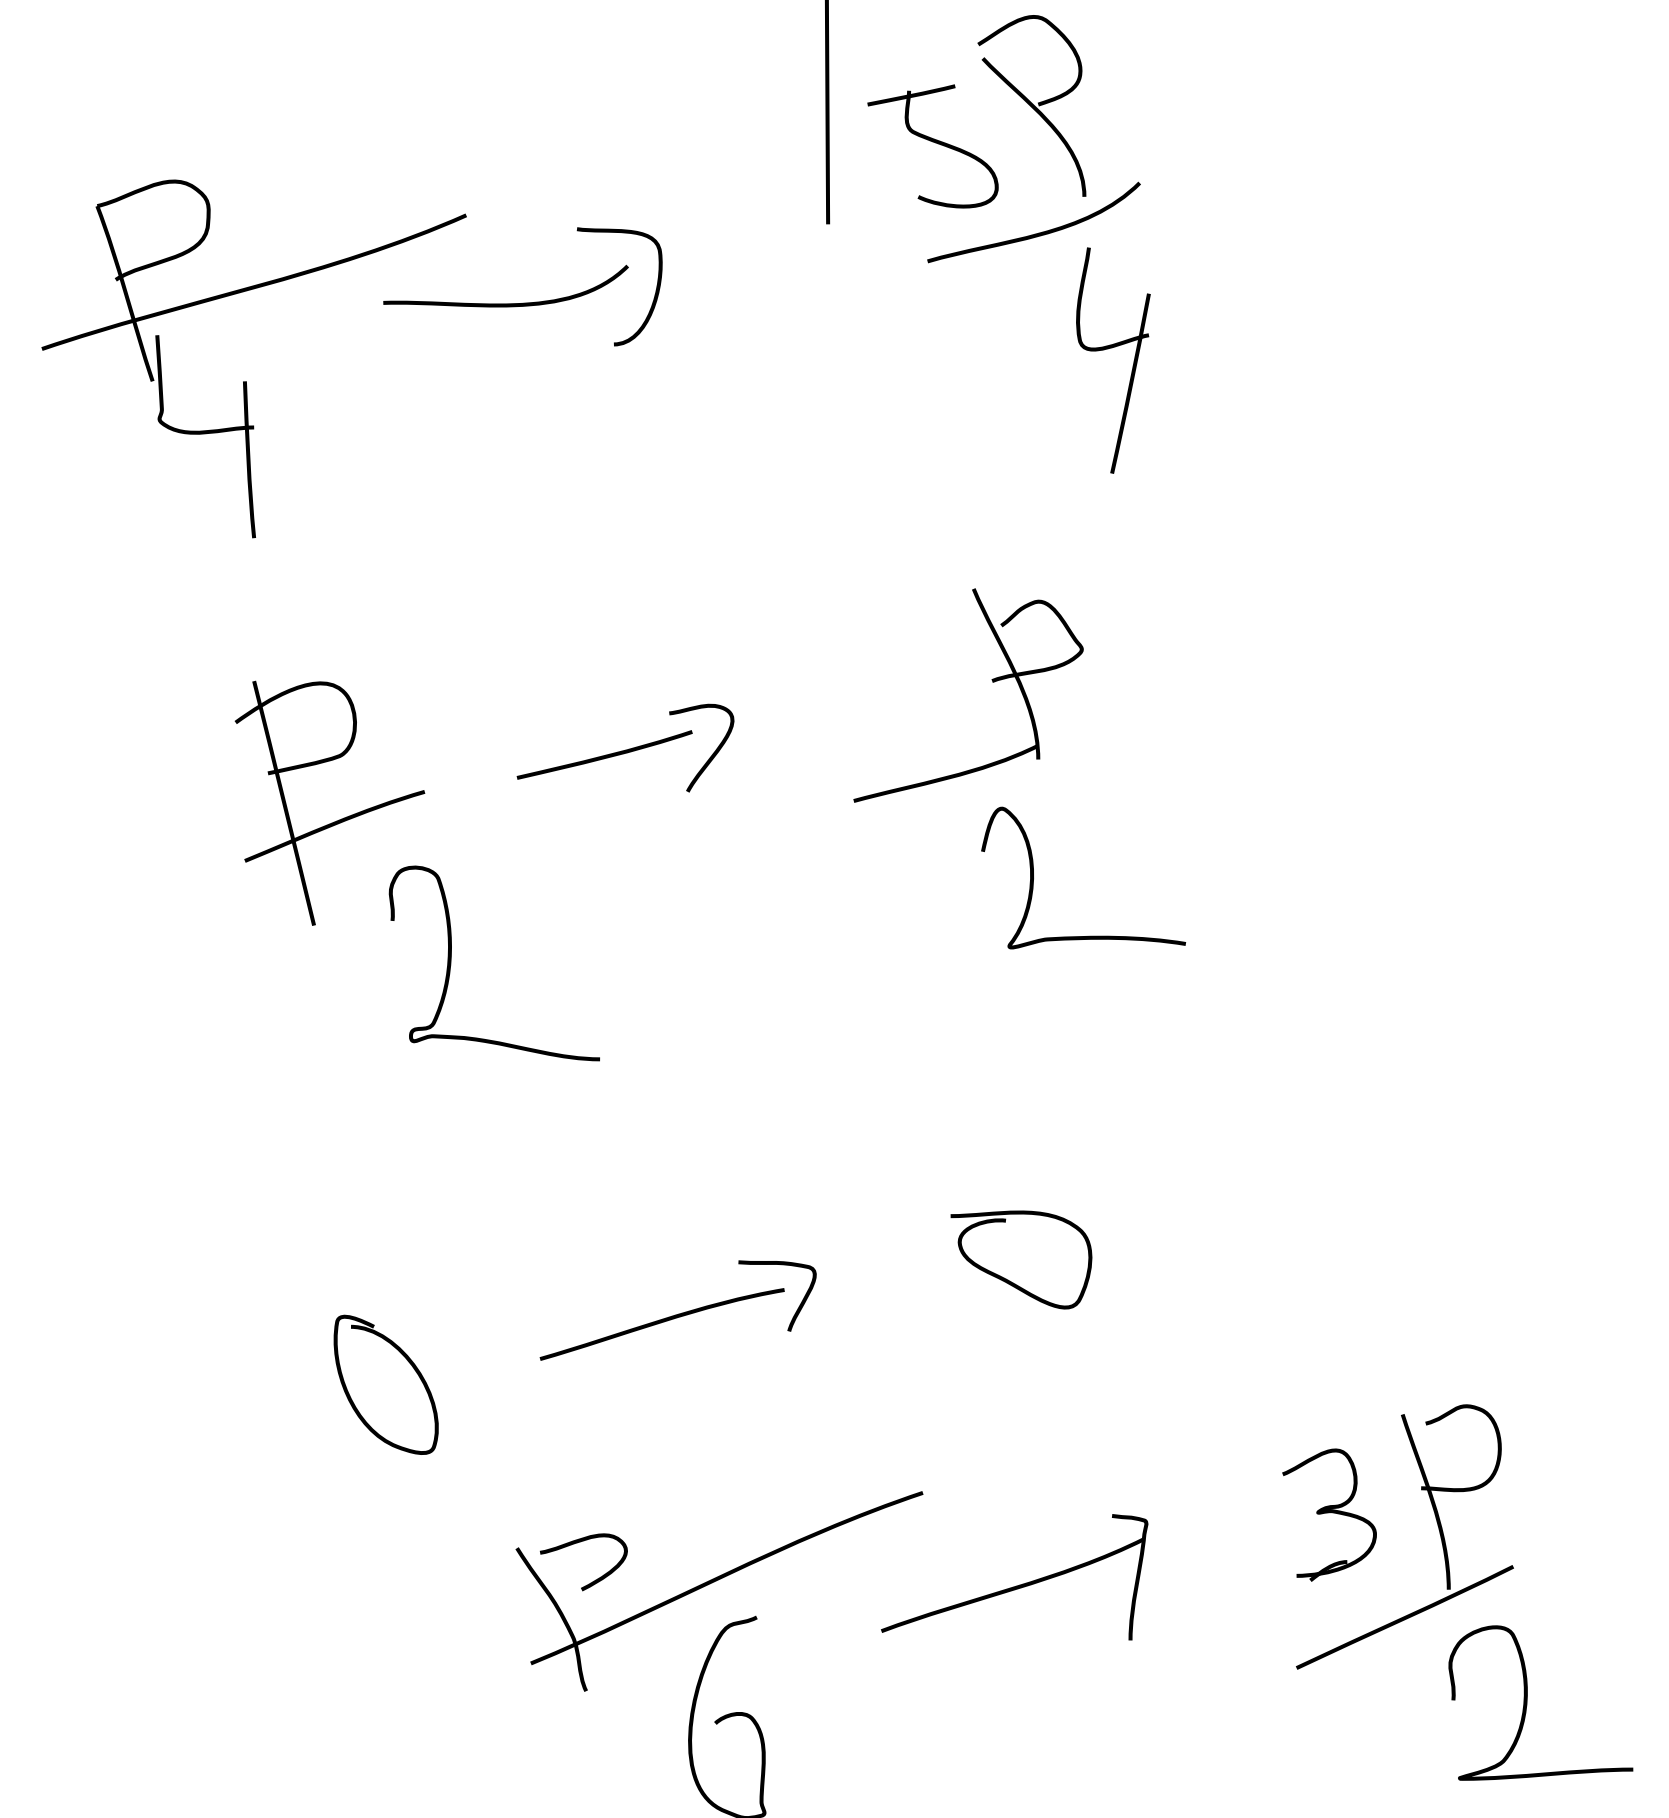 P/4 → 15P/4
P/2 → P/2
0 → 0
P/6 → 3P/2